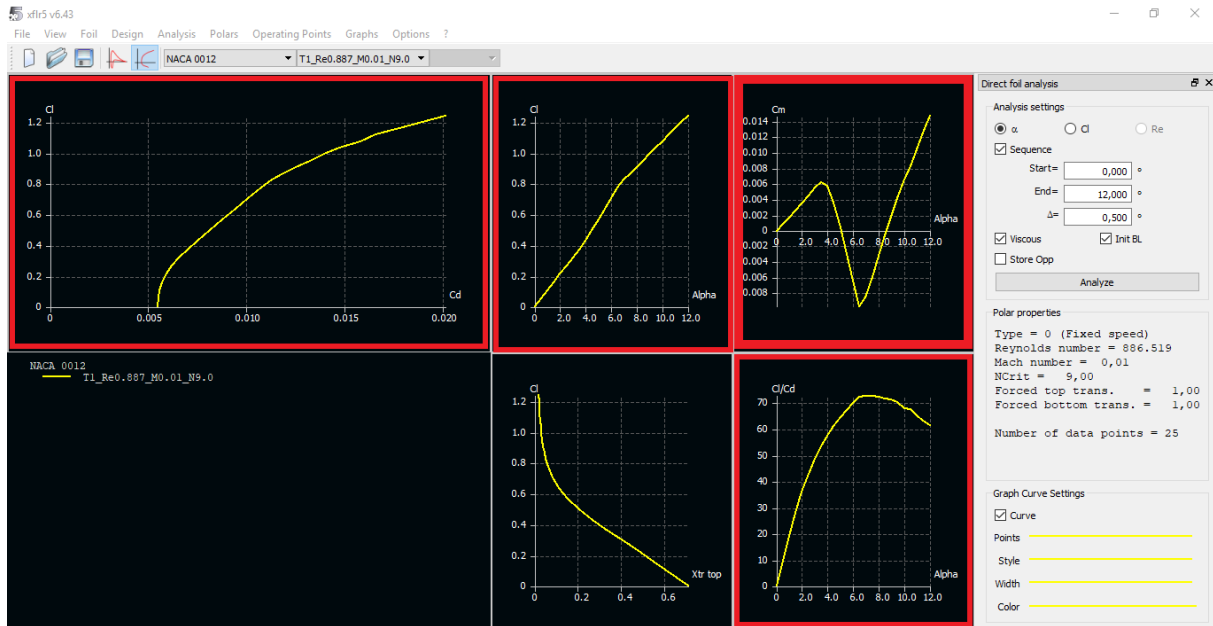 xflr5 v6.43
File View Foil Design Analysis Polars Operating Points Graphs Options ?
NACA 0012
T1_Re0.887_M0.01_N9.0
Cl
1.2
1.0
0.8
0.6
0.4
0.2
0
0 0.005 0.010 0.015 0.020
Cd
Cl
1.2
1.0
0.8
0.6
0.4
0.2
0
0 2.0 4.0 6.0 8.0 10.0 12.0
Alpha
Cm
0.014
0.012
0.010
0.008
0.006
0.004
0.002
0
0.002
0.004
0.006
0.008
0 2.0 4.0 6.0 8.0 10.0 12.0
Alpha
NACA 0012
T1_Re0.887_M0.01_N9.0
Cl
1.2
1.0
0.8
0.6
0.4
0.2
0
0 0.2 0.4 0.6
Xtr top
Cl/Cd
70
60
50
40
30
20
10
0
0 2.0 4.0 6.0 8.0 10.0 12.0
Alpha
Direct foil analysis
Analysis settings
α Cl Re
Sequence
Start= 0,000 °
End= 12,000 °
Δ= 0,500 °
Viscous Init BL
Store Opp
Analyze
Polar properties
Type = 0 (Fixed speed)
Reynolds number = 886.519
Mach number = 0,01
NCrit = 9,00
Forced top trans. = 1,00
Forced bottom trans. = 1,00
Number of data points = 25
Graph Curve Settings
Curve
Points
Style
Width
Color